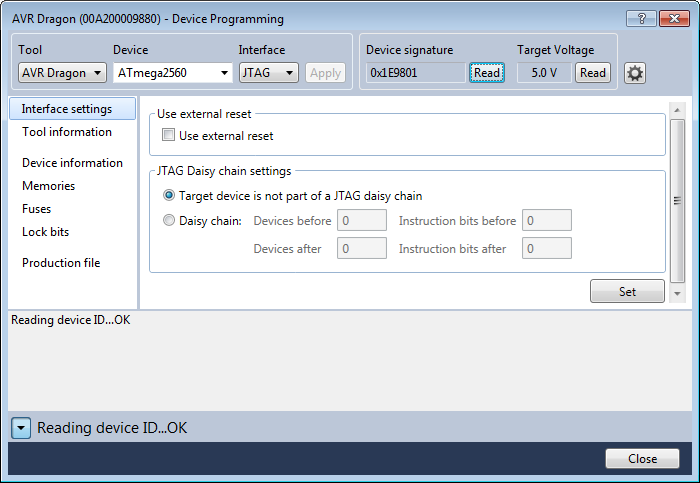 AVR Dragon (00A200009880) - Device Programming
Tool Device Interface Device signature Target Voltage
AVR Dragon ATmega2560 JTAG Apply 0x1E9801 Read 5.0 V Read
Interface settings
Tool information
Device information
Memories
Fuses
Lock bits
Production file
Use external reset
Use external reset
JTAG Daisy chain settings
Target device is not part of a JTAG daisy chain
Daisy chain: Devices before 0 Instruction bits before 0
Devices after 0 Instruction bits after 0
Set
Reading device ID...OK
Reading device ID...OK
Close